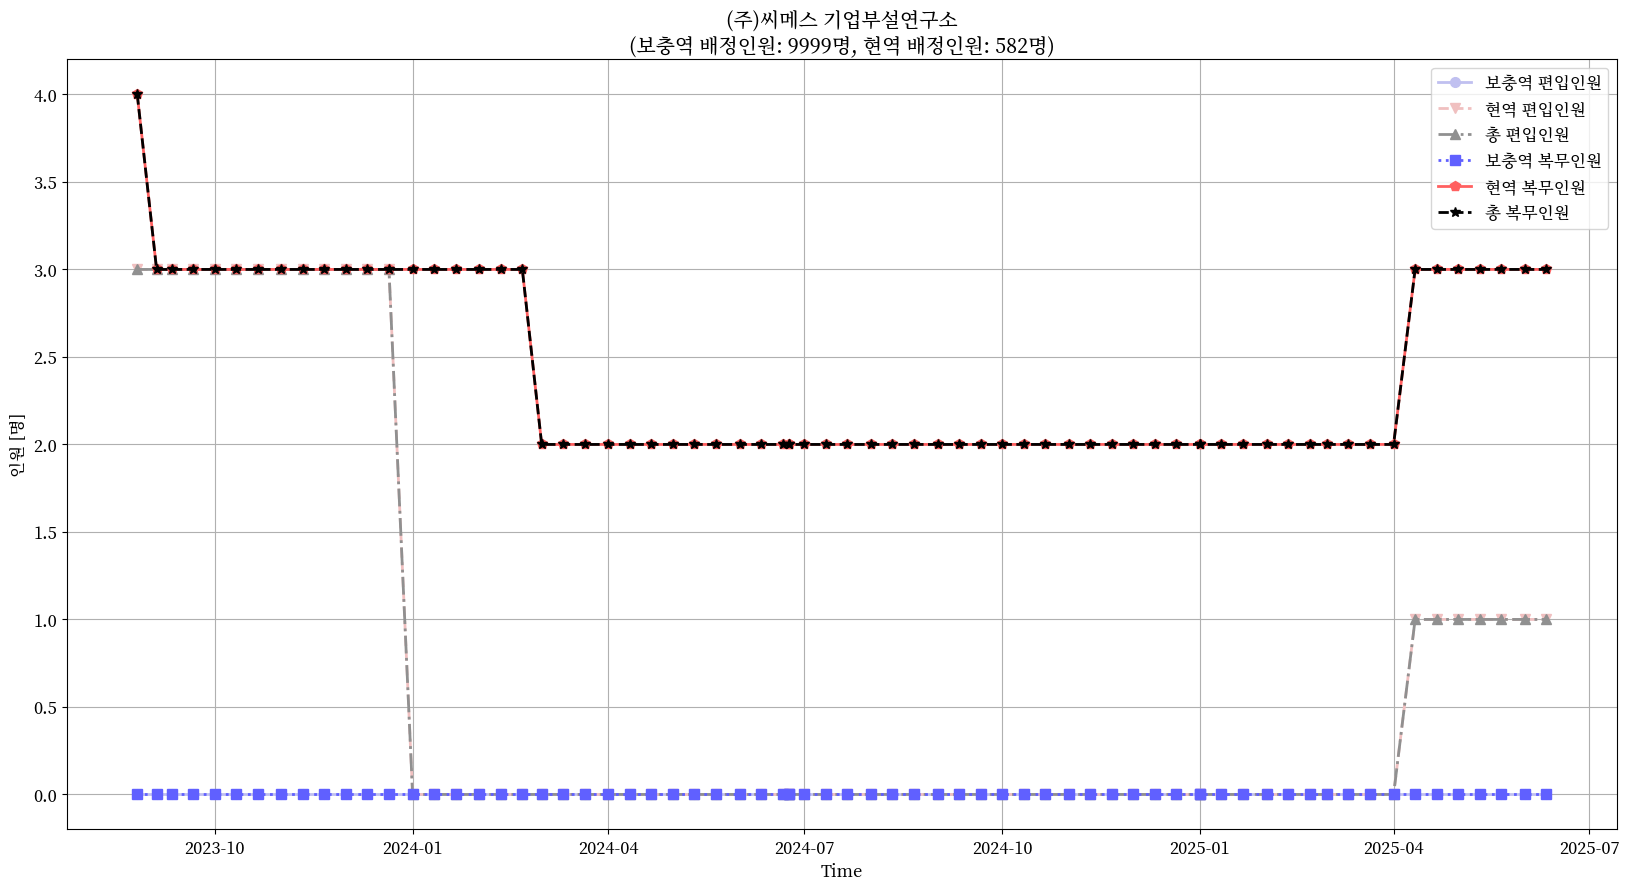 (주)씨메스 기업부설연구소
(보충역 배정인원: 9999명, 현역 배정인원: 582명)
보충역 편입인원
현역 편입인원
총 편입인원
보충역 복무인원
현역 복무인원
총 복무인원
인원 [명]
4.0
3.5
3.0
2.5
2.0
1.5
1.0
0.5
0.0
2023-10
2024-01
2024-04
2024-07
2024-10
2025-01
2025-04
2025-07
Time